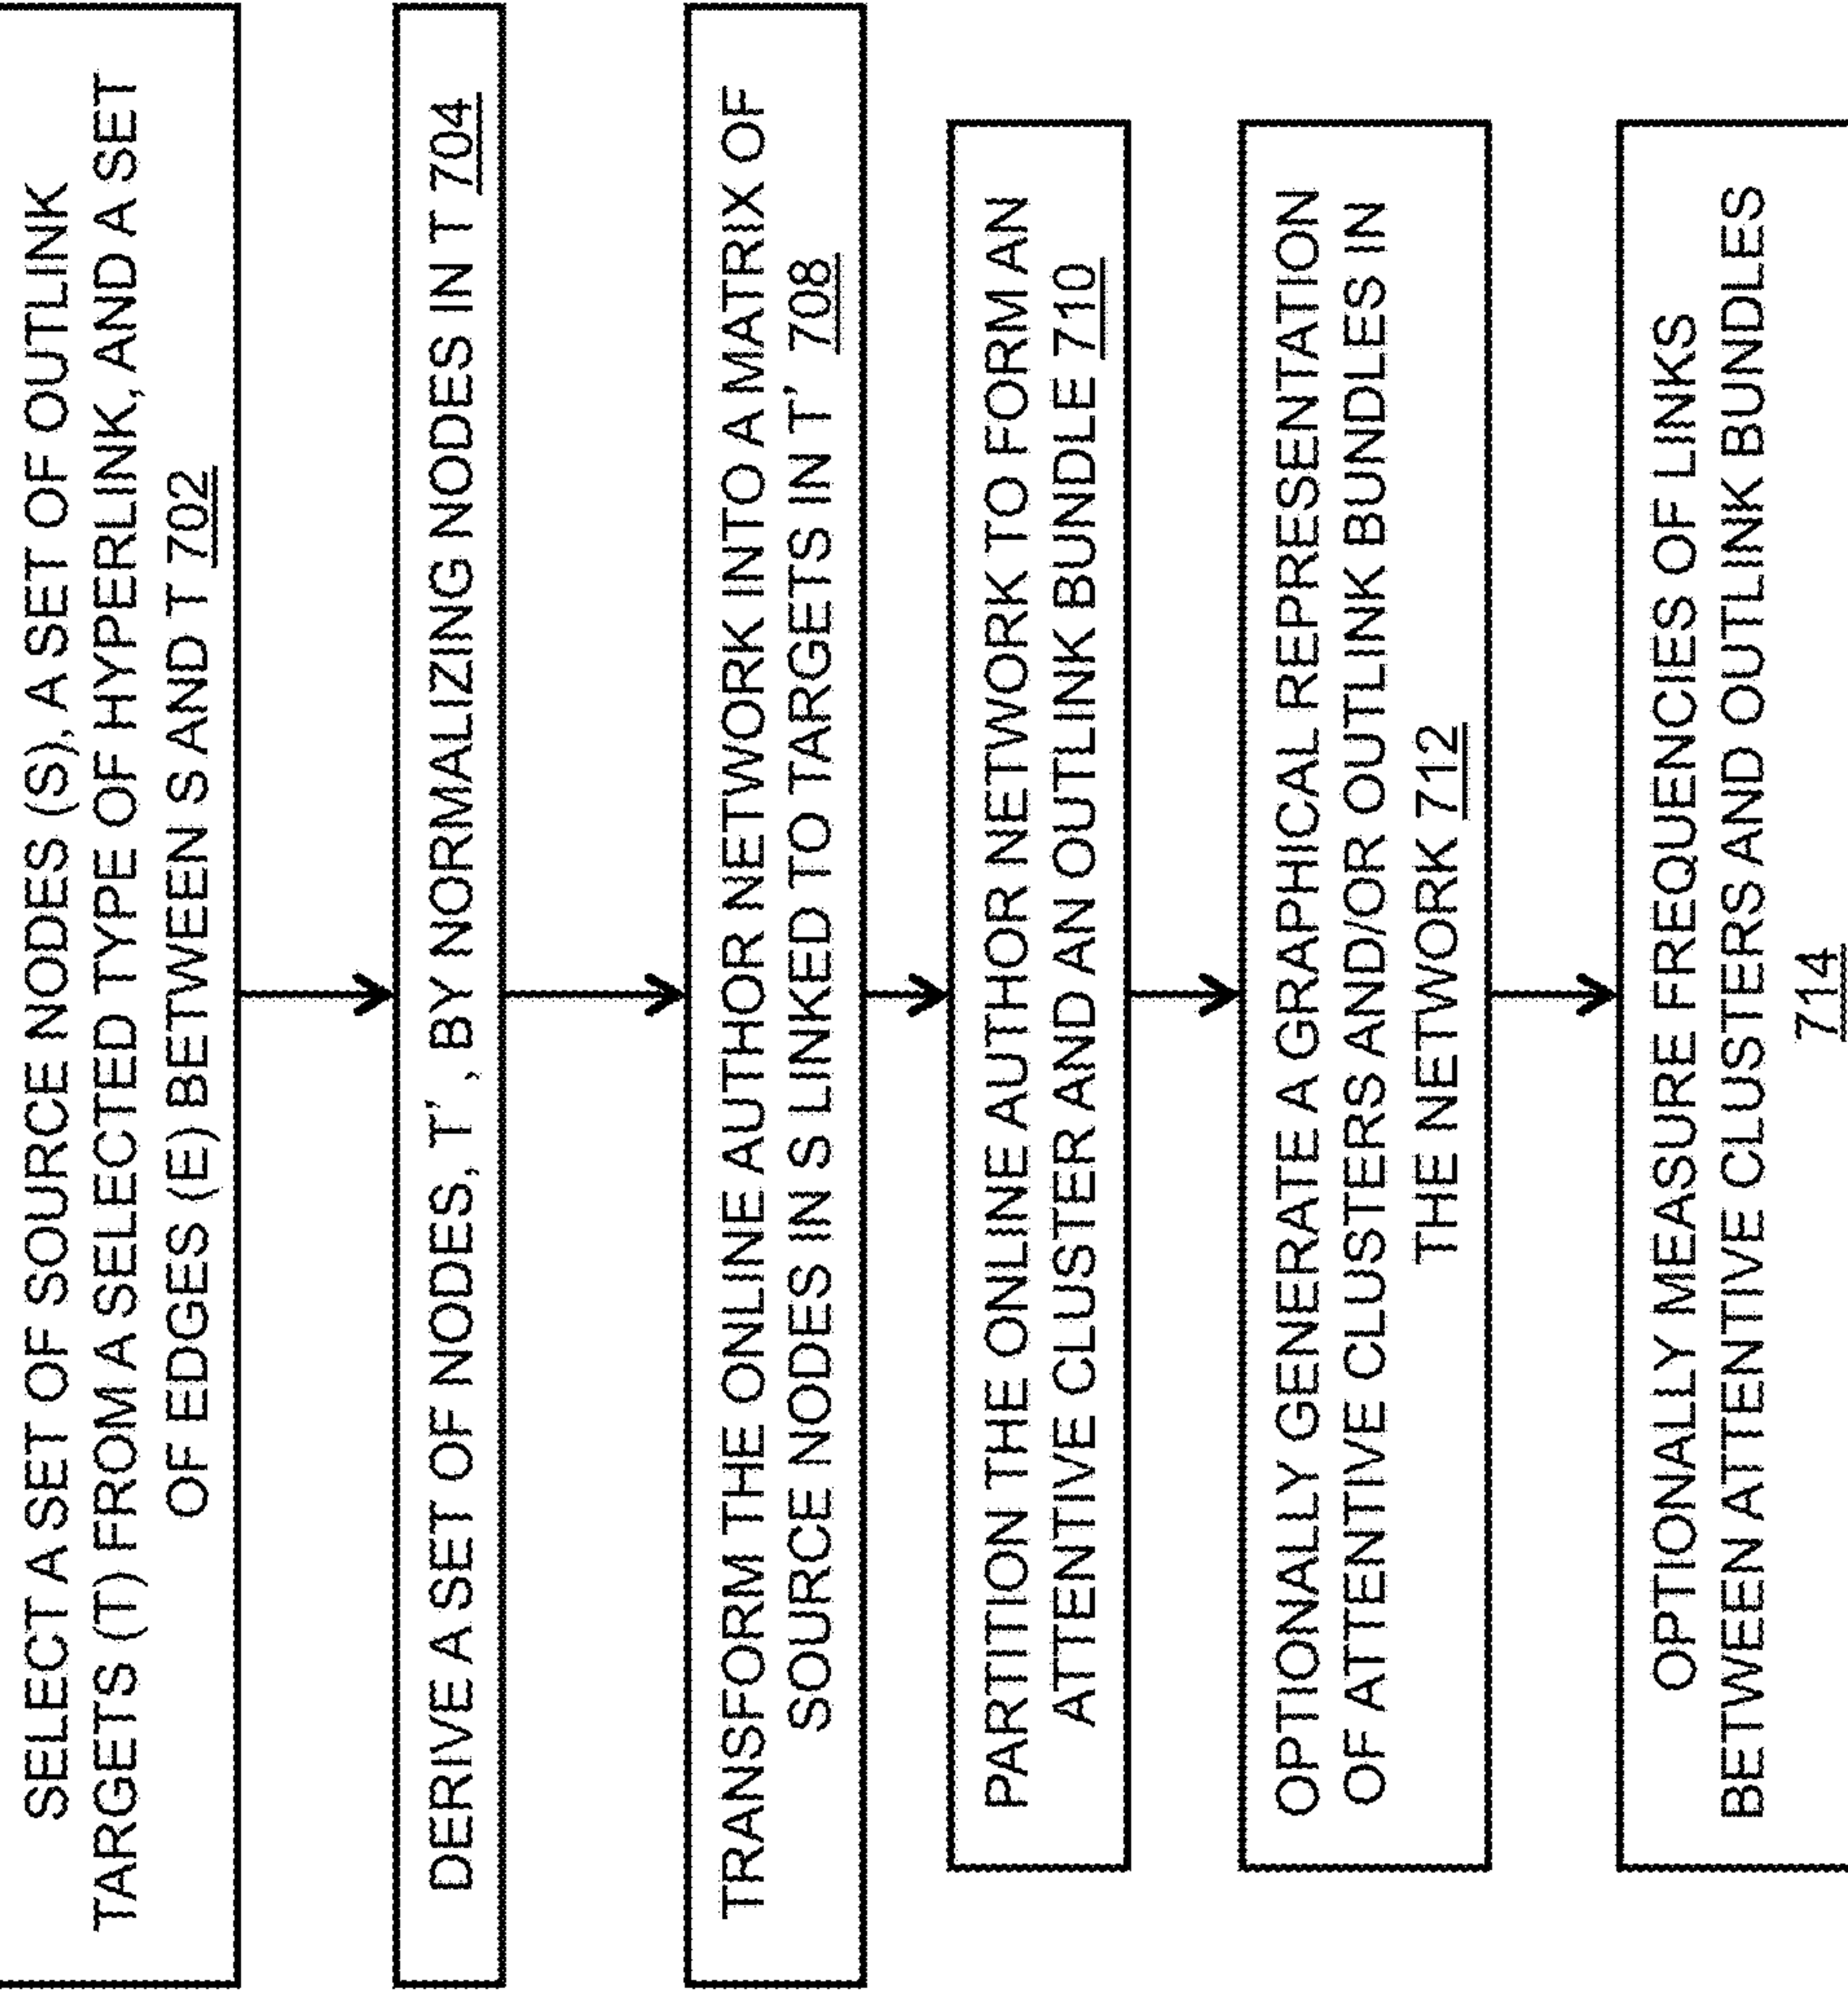 SELECT A SET OF SOURCE NODES (S), A SET OF OUTLINK
TARGETS (T) FROM A SELECTED TYPE OF HYPERLINK, AND A SET
OF EDGES (E) BETWEEN S AND T 702
DERIVE A SET OF NODES, T', BY NORMALIZING NODES IN T 704
TRANSFORM THE ONLINE AUTHOR NETWORK INTO A MATRIX OF
SOURCE NODES IN S LINKED TO TARGETS IN T' 708
PARTITION THE ONLINE AUTHOR NETWORK TO FORM AN
ATTENTIVE CLUSTER AND AN OUTLINK BUNDLE 710
OPTIONALLY GENERATE A GRAPHICAL REPRESENTATION
OF ATTENTIVE CLUSTERS AND/OR OUTLINK BUNDLES IN
THE NETWORK 712
OPTIONALLY MEASURE FREQUENCIES OF LINKS
BETWEEN ATTENTIVE CLUSTERS AND OUTLINK BUNDLES
714